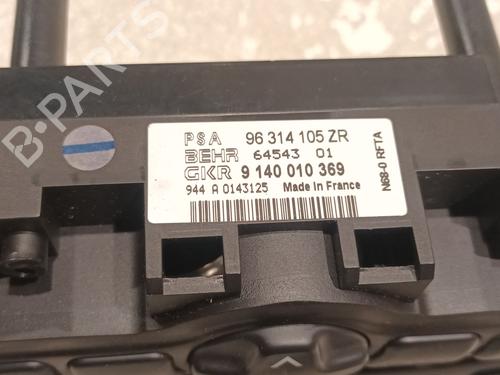 PSA 96 314 105 ZR
BEHR 64543 01
GKR 9 140 010 369
944 A 0143125 Made in France
N68-0 RFTA
B-PARTS